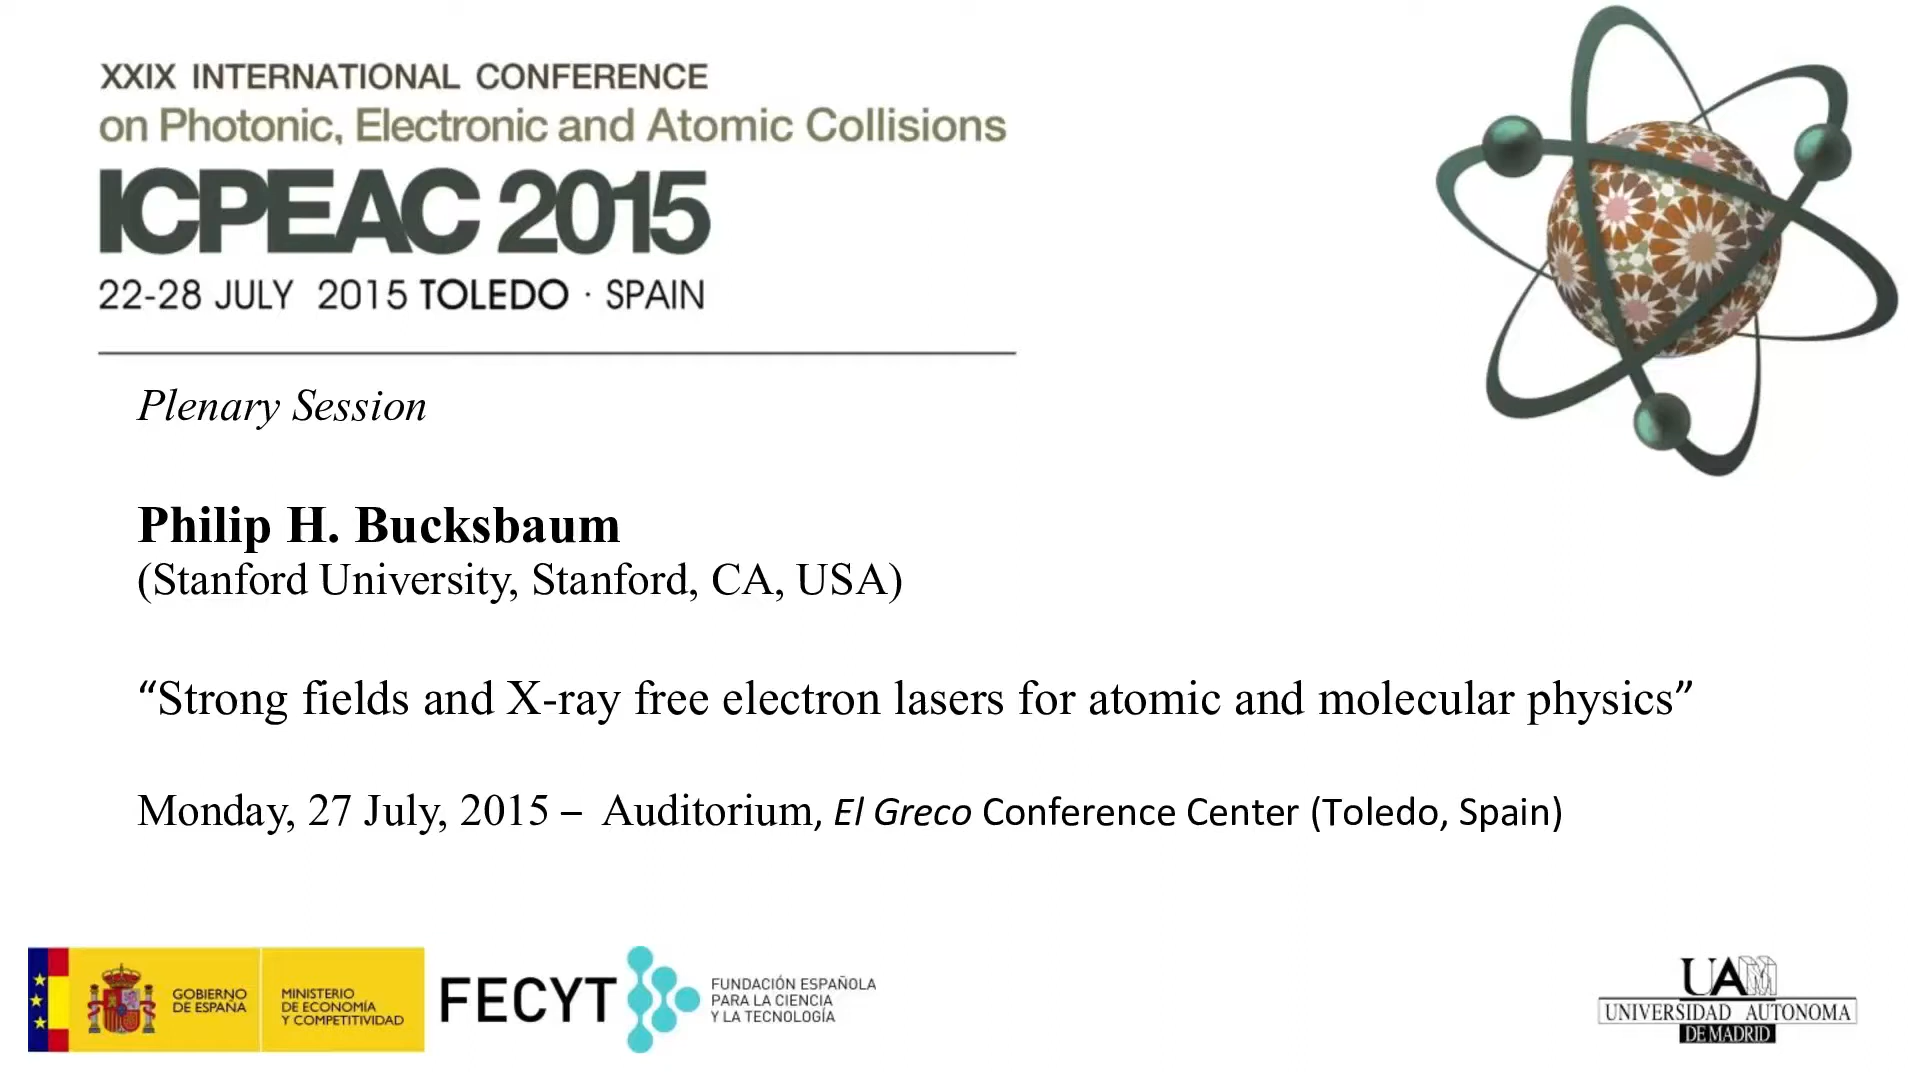 XXIX INTERNATIONAL CONFERENCE
on Photonic, Electronic and Atomic Collisions
ICPEAC 2015
22-28 JULY 2015 TOLEDO · SPAIN
Plenary Session
Philip H. Bucksbaum
(Stanford University, Stanford, CA, USA)
“Strong fields and X-ray free electron lasers for atomic and molecular physics”
Monday, 27 July, 2015 – Auditorium, El Greco Conference Center (Toledo, Spain)
GOBIERNO
DE ESPAÑA
MINISTERIO
DE ECONOMÍA
Y COMPETITIVIDAD
FECYT
FUNDACIÓN ESPAÑOLA
PARA LA CIENCIA
Y LA TECNOLOGÍA
UAM
UNIVERSIDAD AUTONOMA
DE MADRID